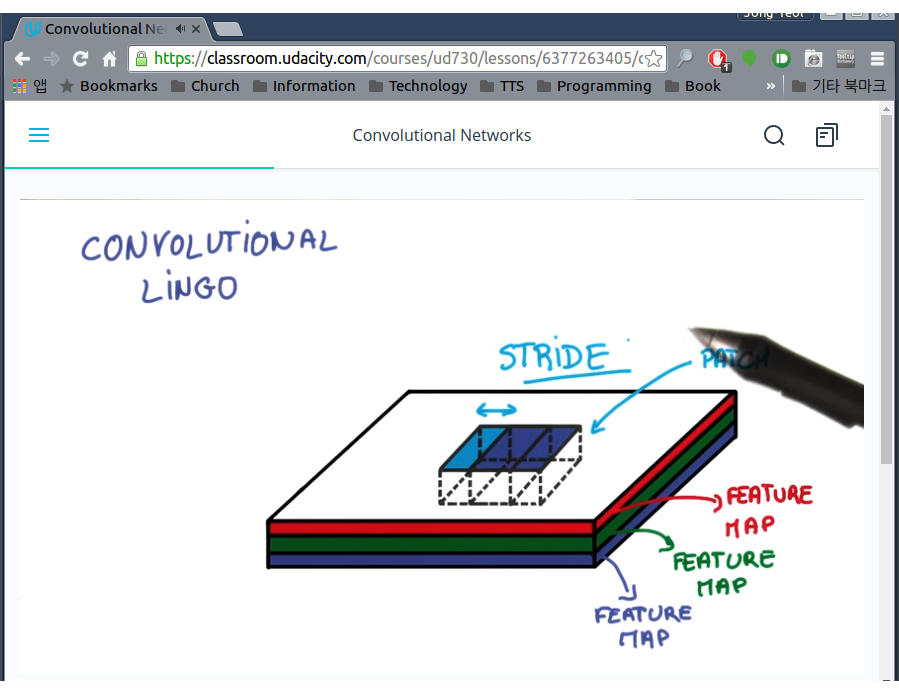 Jong Yeol
Convolutional Ne
https://classroom.udacity.com/courses/ud730/lessons/6377263405/c
1
앱 Bookmarks Church Information Technology TTS Programming Book » 기타 북마크
Convolutional Networks
CONVOLUTIONAL
LINGO
STRIDE
PATCH
FEATURE
MAP
FEATURE
MAP
FEATURE
MAP